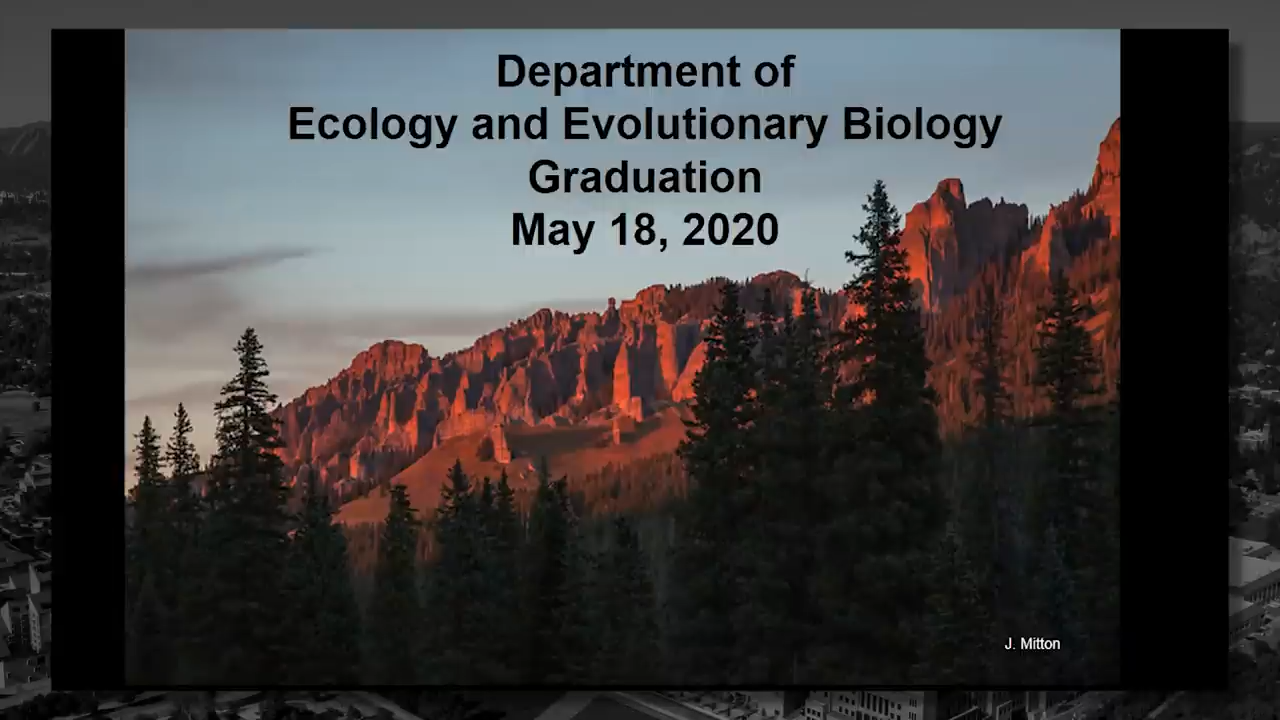 Department of
Ecology and Evolutionary Biology
Graduation
May 18, 2020
J. Mitton